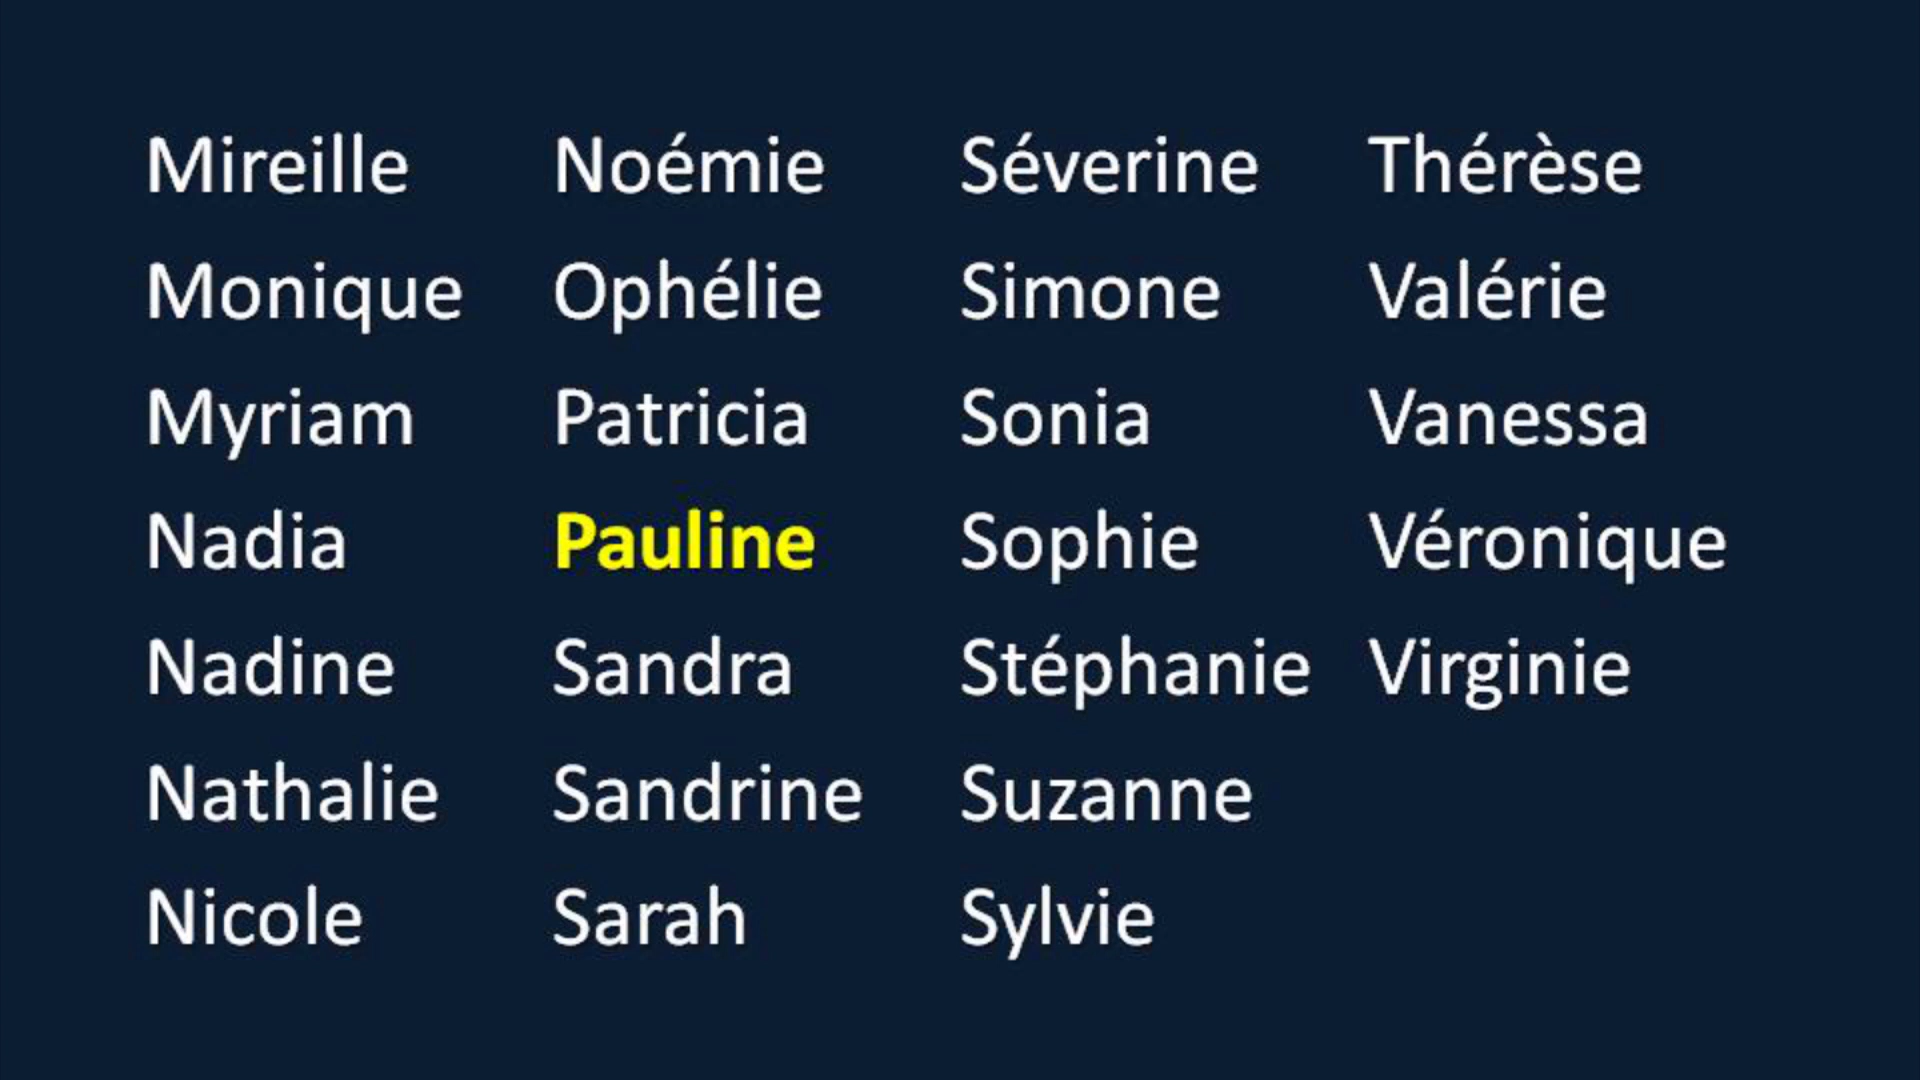 Mireille
Monique
Myriam
Nadia
Nadine
Nathalie
Nicole
Noémie
Ophélie
Patricia
Pauline
Sandra
Sandrine
Sarah
Séverine
Simone
Sonia
Sophie
Stéphanie
Suzanne
Sylvie
Thérèse
Valérie
Vanessa
Véronique
Virginie